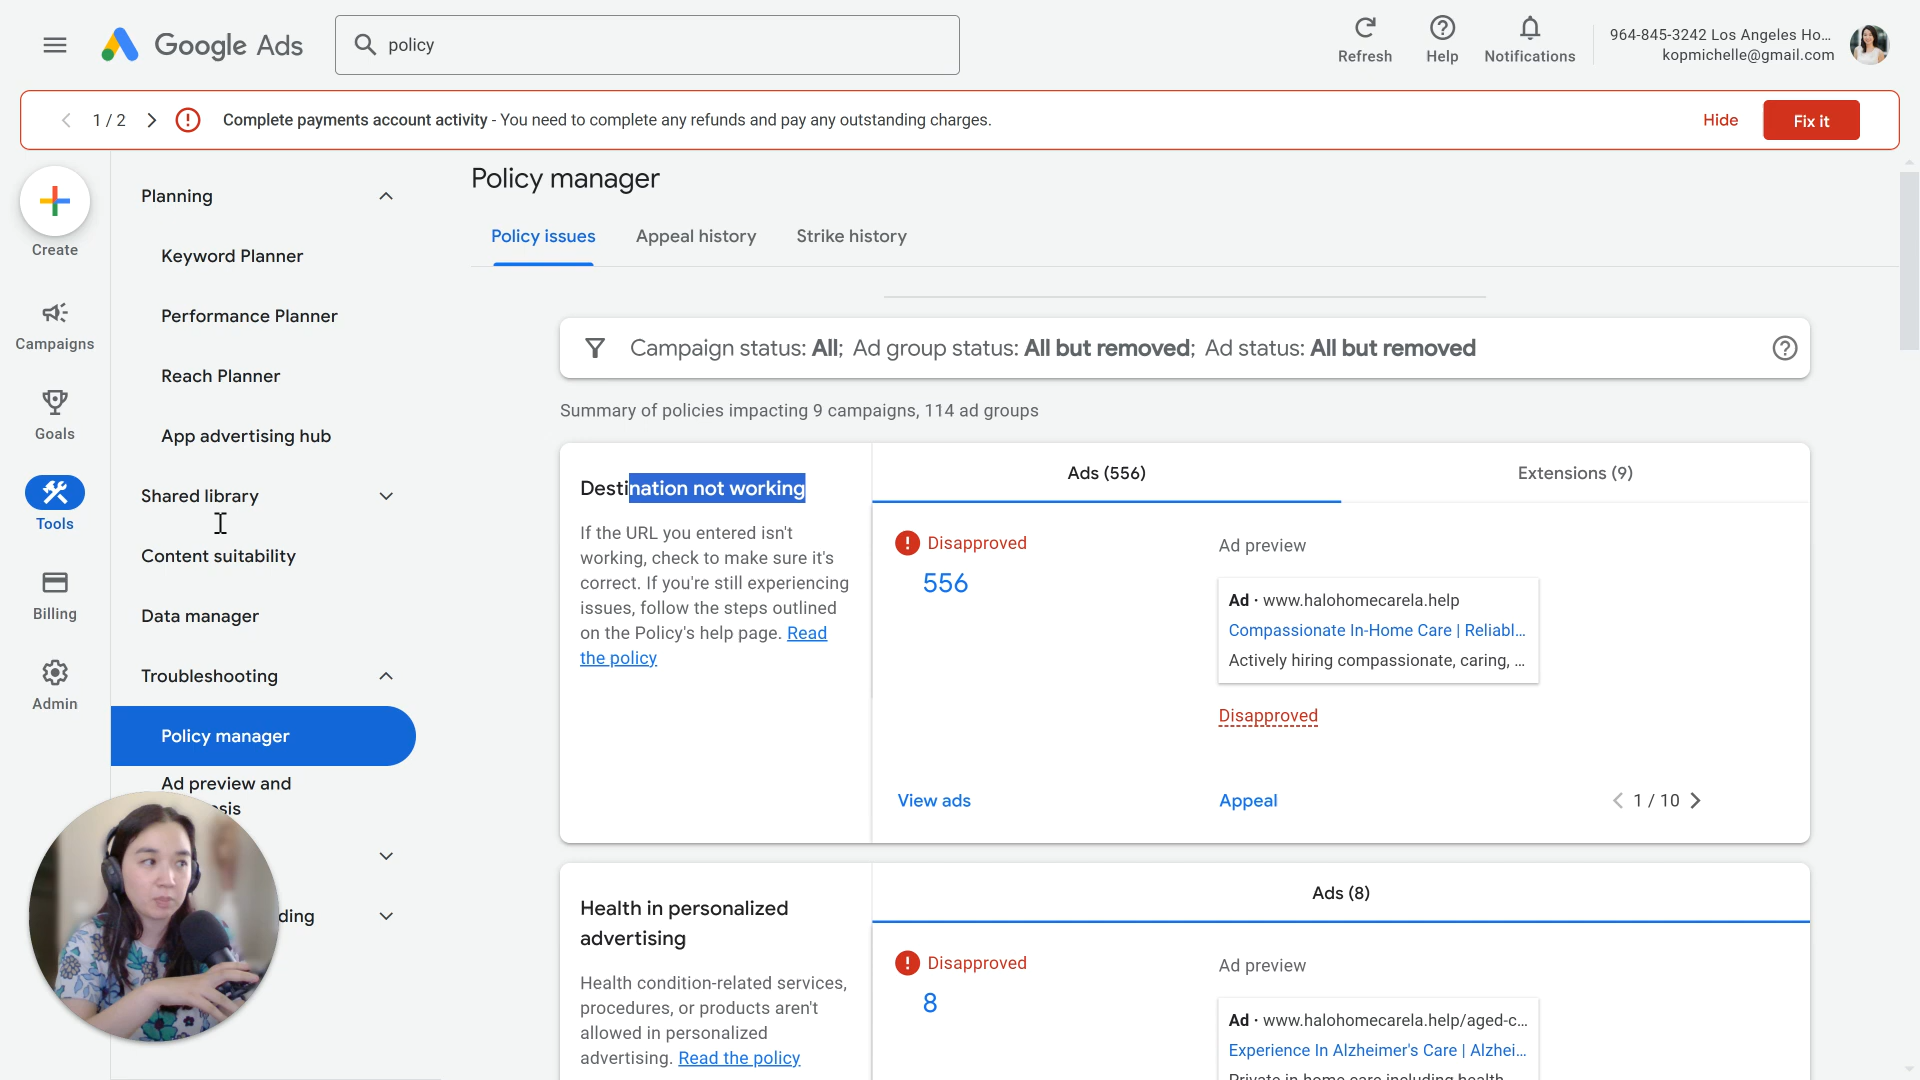 Google Ads
policy
Refresh
Help
Notifications
964-845-3242 Los Angeles Ho...
kopmichelle@gmail.com
1 / 2
Complete payments account activity - You need to complete any refunds and pay any outstanding charges.
Hide
Fix it
Create
Campaigns
Goals
Tools
Billing
Admin
Planning
Keyword Planner
Performance Planner
Reach Planner
App advertising hub
Shared library
Content suitability
Data manager
Troubleshooting
Policy manager
Ad preview and
sis
ding
Policy manager
Policy issues
Appeal history
Strike history
Campaign status: All; Ad group status: All but removed; Ad status: All but removed
Summary of policies impacting 9 campaigns, 114 ad groups
Destination not working
If the URL you entered isn't
working, check to make sure it's
correct. If you're still experiencing
issues, follow the steps outlined
on the Policy's help page. Read
the policy
Ads (556)
Extensions (9)
Disapproved
556
Ad preview
Ad · www.halohomecarela.help
Compassionate In-Home Care | Reliabl...
Actively hiring compassionate, caring, ...
Disapproved
View ads
Appeal
1 / 10
Health in personalized
advertising
Health condition-related services,
procedures, or products aren't
allowed in personalized
advertising. Read the policy
Ads (8)
Disapproved
8
Ad preview
Ad · www.halohomecarela.help/aged-c...
Experience In Alzheimer's Care | Alzhei...
Private in home care including health